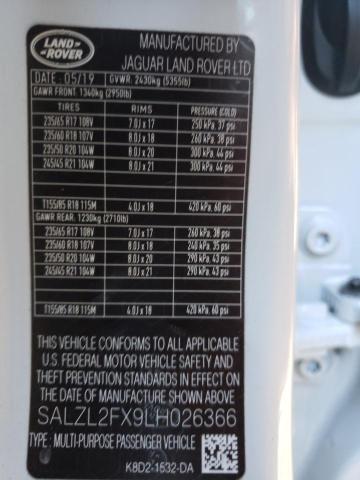 LAND-
ROVER
MANUFACTURED BY
JAGUAR LAND ROVER LTD
DATE: 05/19 GVWR: 2430kg (5355lb)
GAWR FRONT: 1340kg (2950lb)
TIRES RIMS PRESSURE (COLD)
235/65 R17 108V 7.0J x 17 250 kPa, 37 psi
235/60 R18 107V 8.0J x 18 260 kPa, 38 psi
235/50 R20 104W 8.0J x 20 300 kPa, 44 psi
245/45 R21 104W 8.0J x 21 300 kPa, 44 psi
T155/85 R18 115M 4.0J x 18 420 kPa, 60 psi
GAWR REAR: 1230kg (2710lb)
235/65 R17 108V 7.0J x 17 260 kPa, 38 psi
235/60 R18 107V 8.0J x 18 240 kPa, 35 psi
235/50 R20 104W 8.0J x 20 290 kPa, 43 psi
245/45 R21 104W 8.0J x 21 290 kPa, 43 psi
T155/85 R18 115M 4.0J x 18 420 kPa, 60 psi
THIS VEHICLE CONFORMS TO ALL APPLICABLE
U.S. FEDERAL MOTOR VEHICLE SAFETY AND
THEFT PREVENTION STANDARDS IN EFFECT ON
THE DATE OF MANUFACTURE SHOWN ABOVE
SALZL2FX9LH026366
TYPE: MULTI-PURPOSE PASSENGER VEHICLE
K8D2-1532-DA